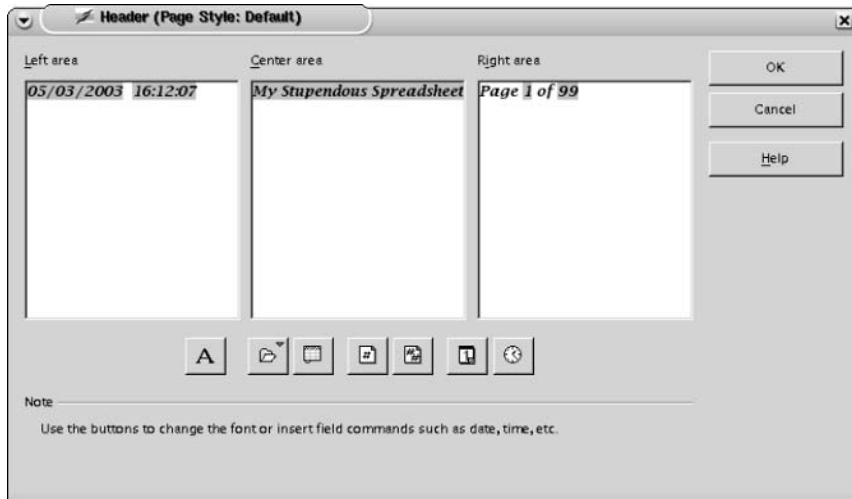 Header (Page Style: Default)
Left area
Center area
Right area
05/03/2003 16:12:07
My Stupendous Spreadsheet
Page 1 of 99
OK
Cancel
Help
A
Note
Use the buttons to change the font or insert field commands such as date, time, etc.